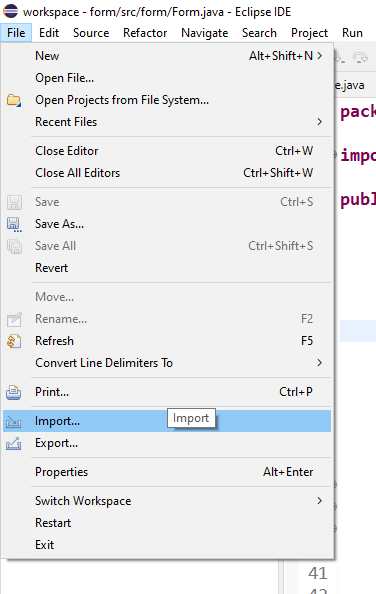 workspace - form/src/form/Form.java - Eclipse IDE
File Edit Source Refactor Navigate Search Project Run
New Alt+Shift+N >
Open File...
e.java
Open Projects from File System...
pack
Recent Files >
Close Editor Ctrl+W
impo
Close All Editors Ctrl+Shift+W
Save Ctrl+S
publ
Save As...
Save All Ctrl+Shift+S
Revert
Move...
Rename... F2
Refresh F5
Convert Line Delimiters To >
Print... Ctrl+P
Import... Import
Export...
Properties Alt+Enter
Switch Workspace >
Restart
Exit
41
42